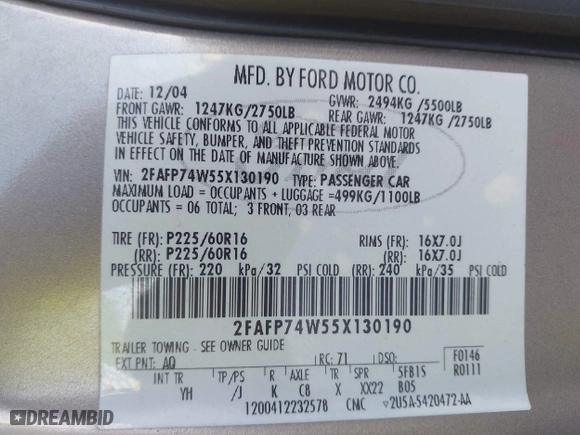 MFD. BY FORD MOTOR CO.
DATE: 12/04 GVWR: 2494KG /5500LB
FRONT GAWR: 1247KG/2750LB REAR GAWR: 1247 KG/2750LB
THIS VEHICLE CONFORMS TO ALL APPLICABLE FEDERAL MOTOR
VEHICLE SAFETY, BUMPER, AND THEFT PREVENTION STANDARDS
IN EFFECT ON THE DATE OF MANUFACTURE SHOWN ABOVE.
VIN: 2FAFP74W55X130190 TYPE: PASSENGER CAR
MAXIMUM LOAD = OCCUPANTS + LUGGAGE =499KG/1100LB
OCCUPANTS = 06 TOTAL; 3 FRONT, 03 REAR
TIRE (FR): P225/60R16 RIMS (FR): 16X7.0J
(RR): P225/60R16 (RR): 16X7.0J
PRESSURE (FR): 220 kPa/32 PSI COLD (RR): 240 kPa/35 PSI COLD
2FAFP74W55X130190
TRAILER TOWING - SEE OWNER GUIDE
EXT PNT: AQ RC: 71 DSO: F0146
INT TR TP/PS R AXLE TR SPR 5FB1S R0111
YH /J K CB X XX22 B05
1200412232578 CMC 2U5A-5420472-AA
DREAMBID